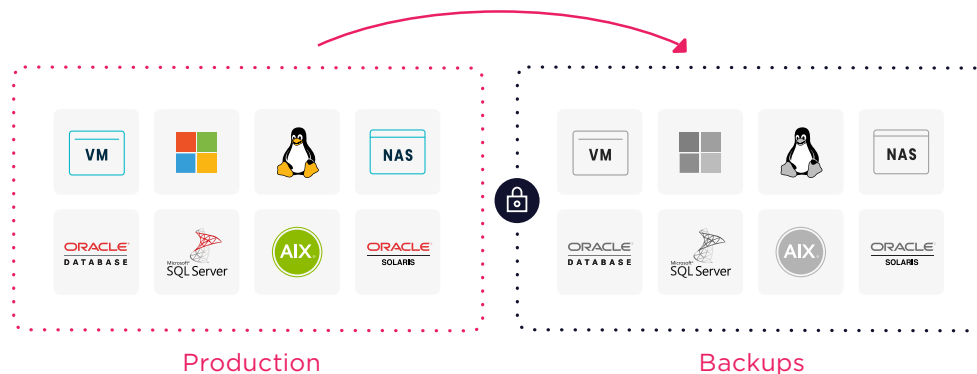 VM
NAS
VM
NAS
ORACLE®
DATABASE
Microsoft®
SQL Server
AIX®
ORACLE®
SOLARIS
ORACLE®
DATABASE
Microsoft®
SQL Server
AIX®
ORACLE®
SOLARIS
Production
Backups